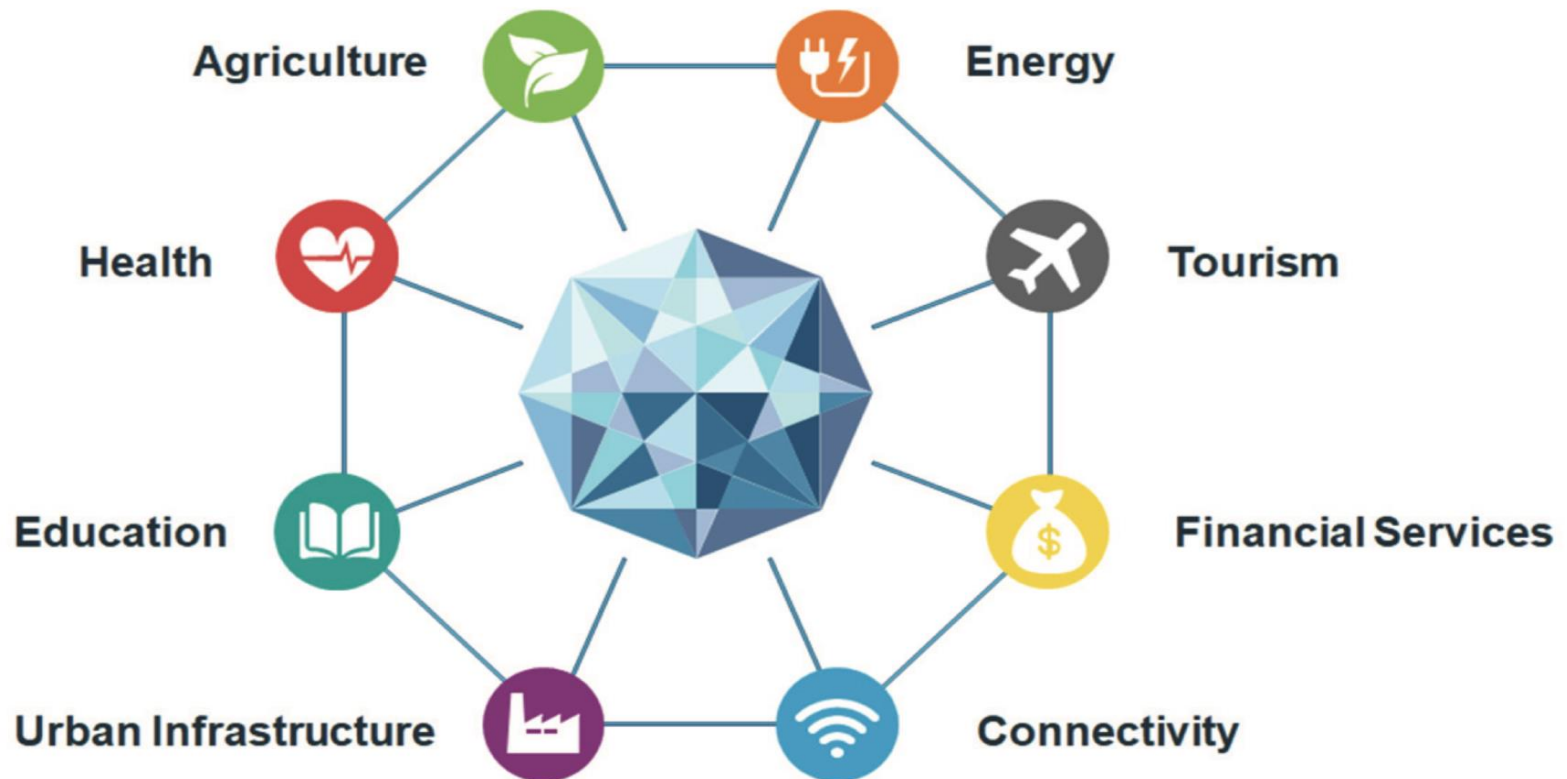 Agriculture
Energy
Health
Tourism
Education
$
Financial Services
Urban Infrastructure
Connectivity